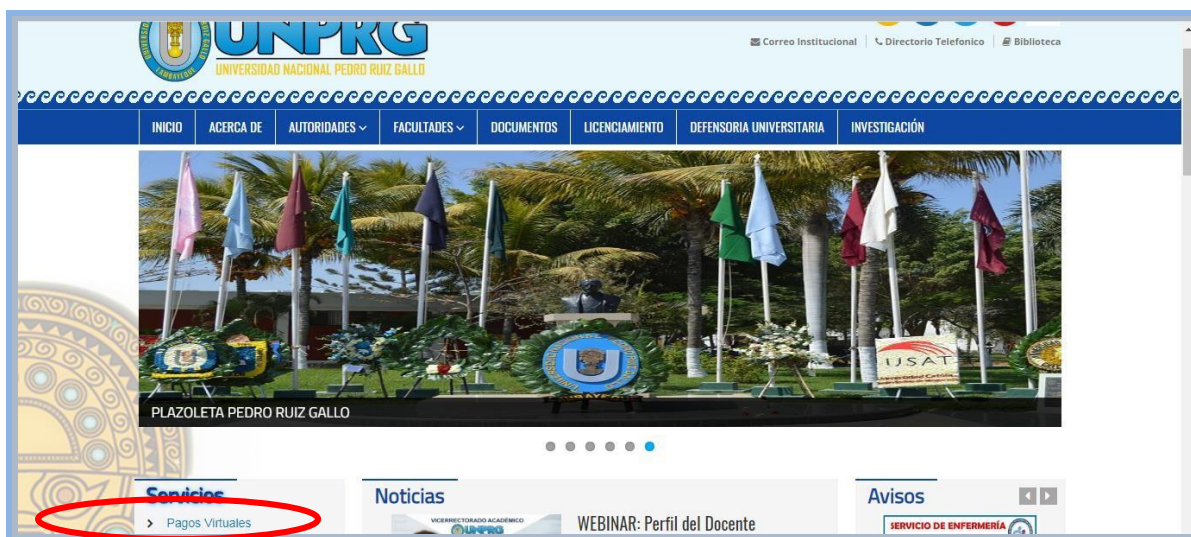 UNPRG
UNIVERSIDAD NACIONAL PEDRO RUIZ GALLO
LAMBAYEQUE
Correo Institucional
Directorio Telefonico
Biblioteca
INICIO
ACERCA DE
AUTORIDADES
FACULTADES
DOCUMENTOS
LICENCIAMIENTO
DEFENSORIA UNIVERSITARIA
INVESTIGACIÓN
USAT
PLAZOLETA PEDRO RUIZ GALLO
Servicios
Pagos Virtuales
Noticias
VICERRECTORADO ACADÉMICO
UNPRG
WEBINAR: Perfil del Docente
Avisos
SERVICIO DE ENFERMERÍA